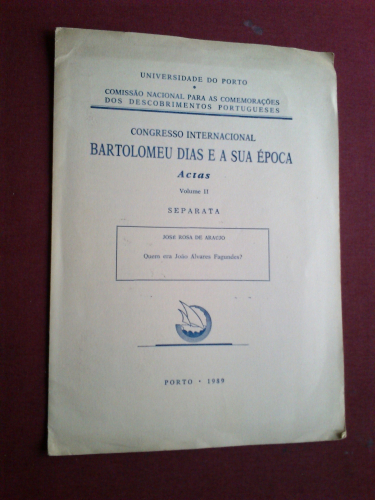 UNIVERSIDADE DO PORTO
•
COMISSÃO NACIONAL PARA AS COMEMORAÇÕES
DOS DESCOBRIMENTOS PORTUGUESES
CONGRESSO INTERNACIONAL
BARTOLOMEU DIAS E A SUA ÉPOCA
Actas
Volume II
SEPARATA
JOSÉ ROSA DE ARAÚJO
Quem era João Álvares Fagundes?
PORTO • 1989